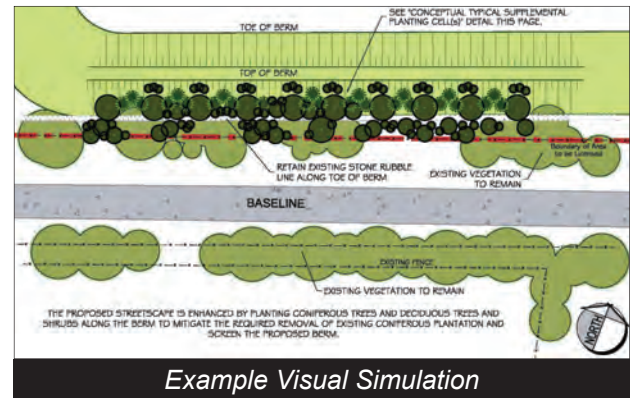 SEE "CONCEPTUAL TYPICAL SUPPLEMENTAL
PLANTING CELL(S)" DETAIL THIS PAGE.
TOE OF BERM
TOP OF BERM
RETAIN EXISTING STONE RUBBLE
LINE ALONG TOE OF BERM
Boundary of Area
to be Licensed
EXISTING VEGETATION
TO REMAIN
BASELINE
EXISTING FENCE
EXISTING VEGETATION TO REMAIN
THE PROPOSED STREETSCAPE IS ENHANCED BY PLANTING CONIFEROUS TREES AND DECIDUOUS TREES AND
SHRUBS ALONG THE BERM TO MITIGATE THE REQUIRED REMOVAL OF EXISTING CONIFEROUS PLANTATION AND
SCREEN THE PROPOSED BERM.
NORTH
Example Visual Simulation